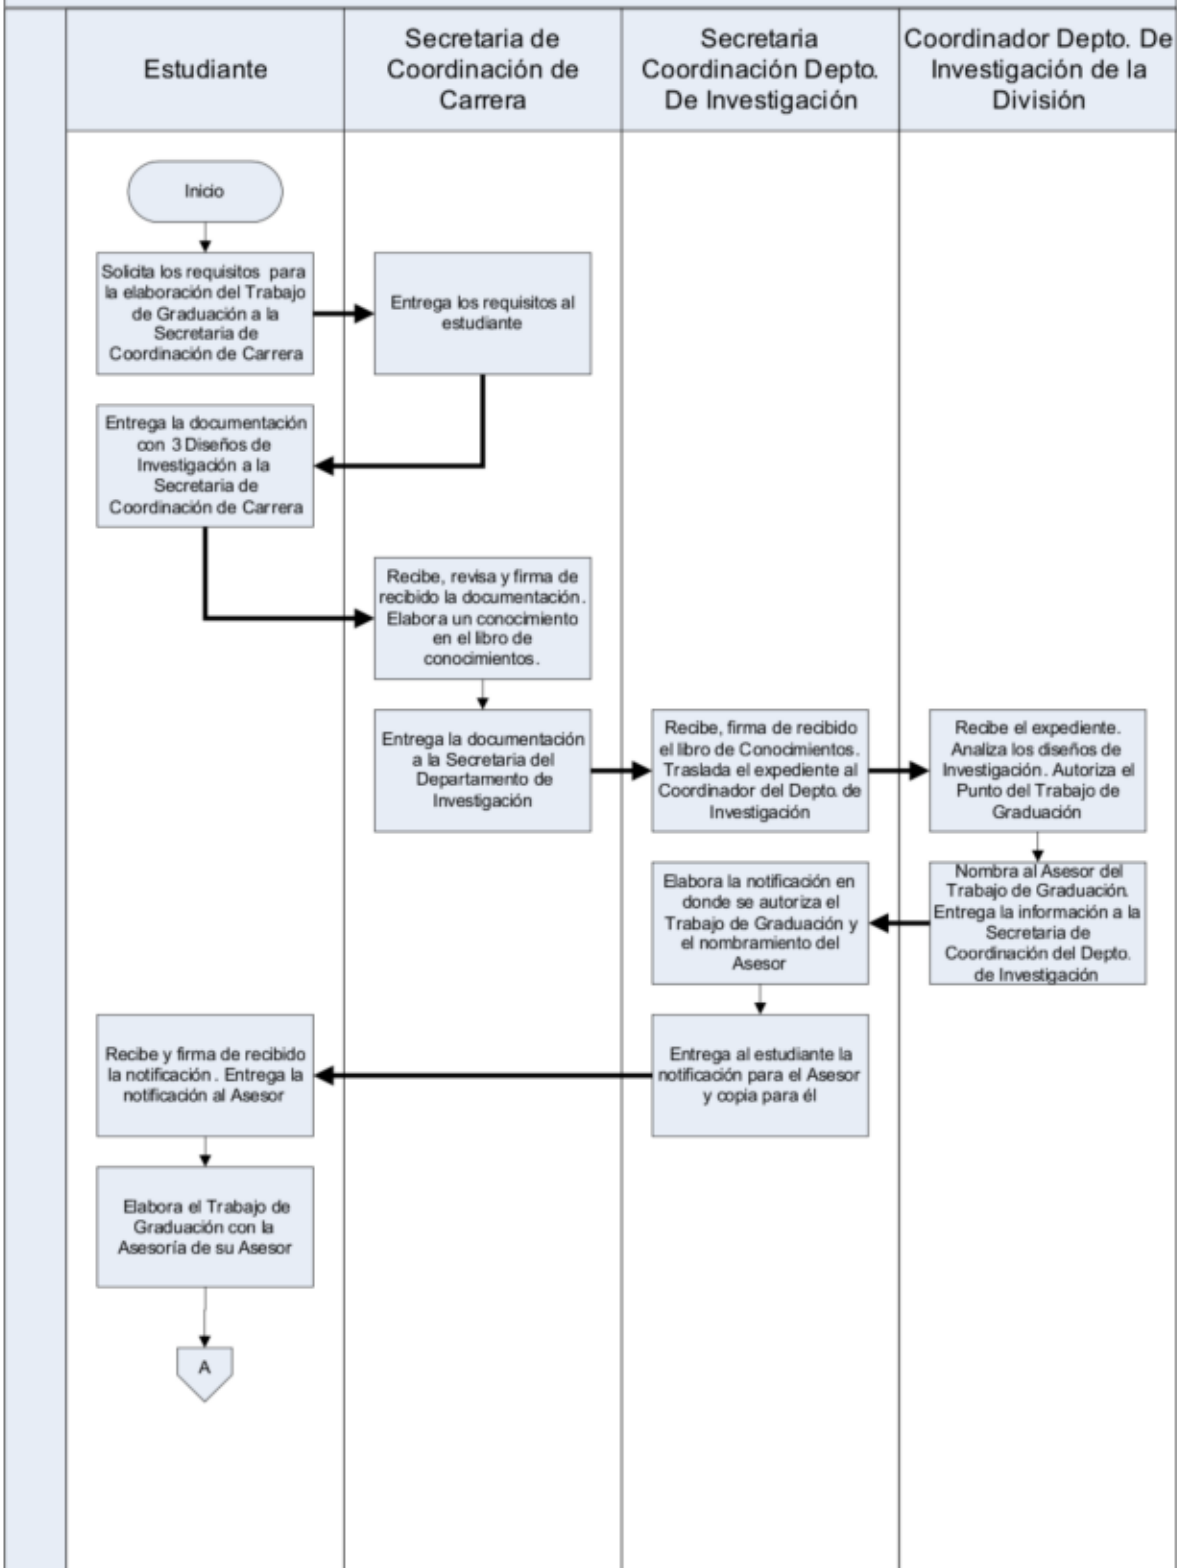 Estudiante
Secretaria de
Coordinación de
Carrera
Secretaria
Coordinación Depto.
De Investigación
Coordinador Depto. De
Investigación de la
División
Inicio
Solicita los requisitos para
la elaboración del Trabajo
de Graduación a la
Secretaria de
Coordinación de Carrera
Entrega los requisitos al
estudiante
Entrega la documentación
con 3 Diseños de
Investigación a la
Secretaria de
Coordinación de Carrera
Recibe, revisa y firma de
recibido la documentación.
Elabora un conocimiento
en el libro de
conocimientos.
Entrega la documentación
a la Secretaria del
Departamento de
Investigación
Recibe, firma de recibido
el libro de Conocimientos.
Traslada el expediente al
Coordinador del Depto. de
Investigación
Recibe el expediente.
Analiza los diseños de
Investigación. Autoriza el
Punto del Trabajo de
Graduación
Nombra al Asesor del
Trabajo de Graduación.
Entrega la información a la
Secretaria de
Coordinación del Depto.
de Investigación
Elabora la notificación en
donde se autoriza el
Trabajo de Graduación y
el nombramiento del
Asesor
Entrega al estudiante la
notificación para el Asesor
y copia para él
Recibe y firma de recibido
la notificación. Entrega la
notificación al Asesor
Elabora el Trabajo de
Graduación con la
Asesoría de su Asesor
A